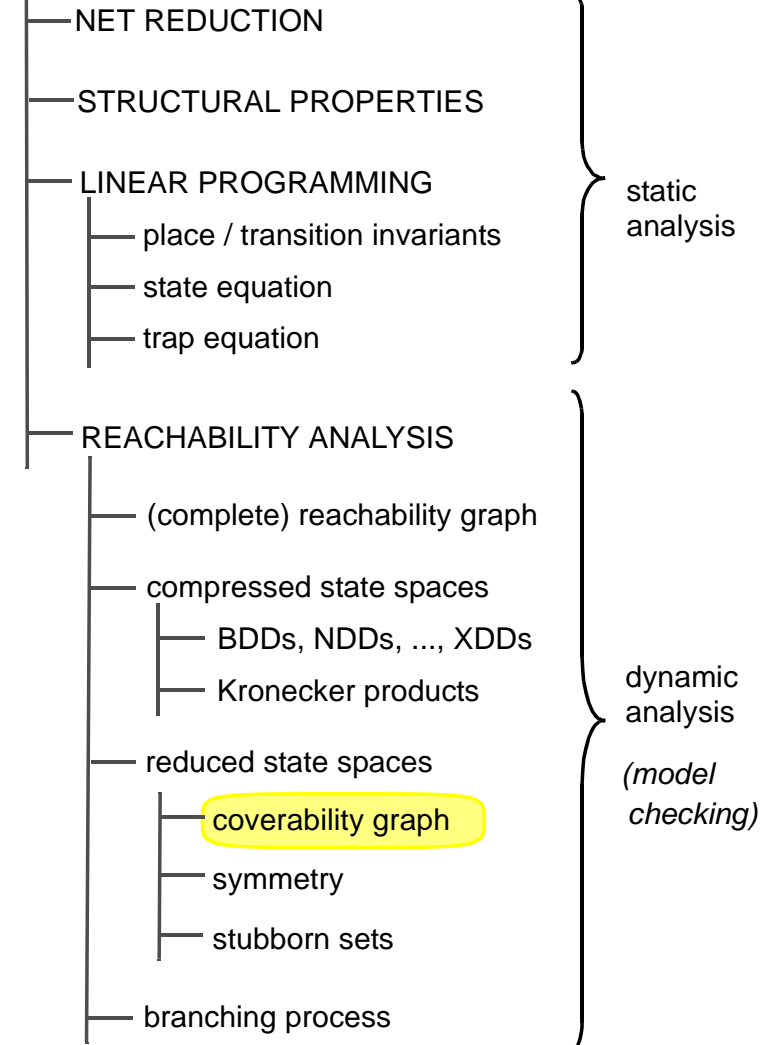 NET REDUCTION
STRUCTURAL PROPERTIES
LINEAR PROGRAMMING
place / transition invariants
state equation
trap equation
static
analysis
REACHABILITY ANALYSIS
(complete) reachability graph
compressed state spaces
BDDs, NDDs, ..., XDDs
Kronecker products
reduced state spaces
coverability graph
symmetry
stubborn sets
branching process
dynamic
analysis
(model
checking)